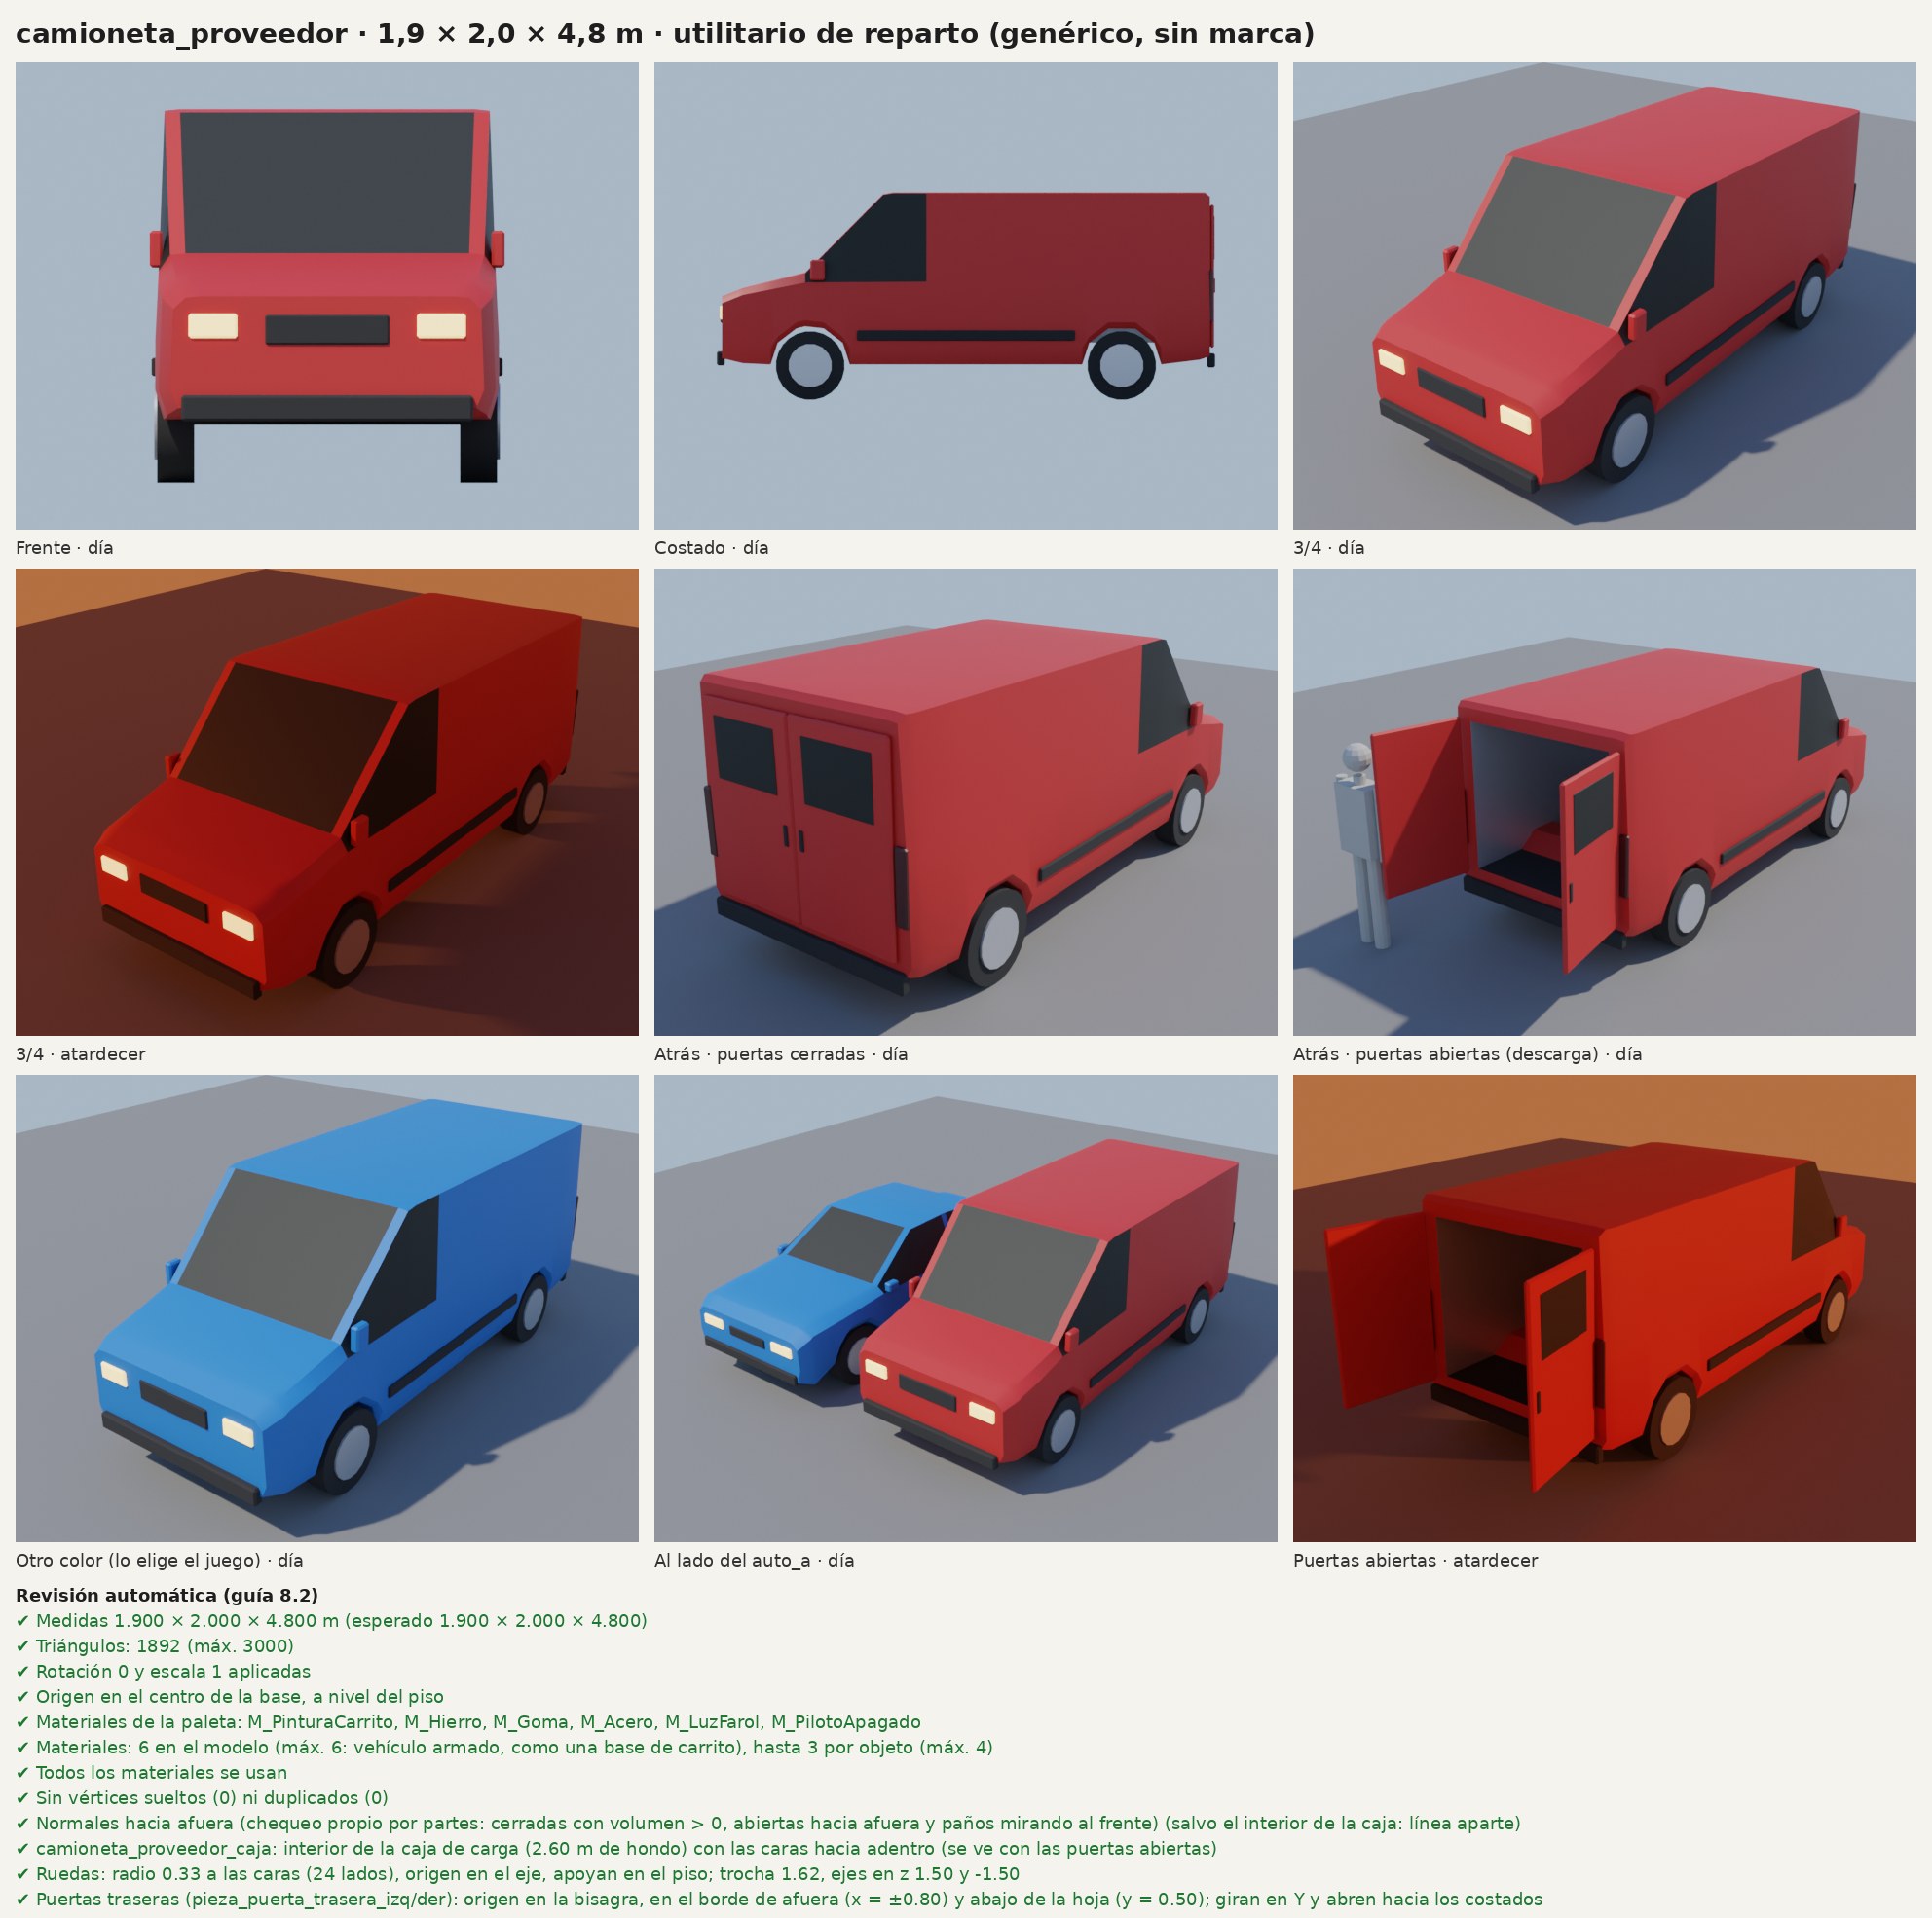 camioneta_proveedor · 1,9 × 2,0 × 4,8 m · utilitario de reparto (genérico, sin marca)
Frente · día
Costado · día
3/4 · día
3/4 · atardecer
Atrás · puertas cerradas · día
Atrás · puertas abiertas (descarga) · día
Otro color (lo elige el juego) · día
Al lado del auto_a · día
Puertas abiertas · atardecer
Revisión automática (guía 8.2)
✔ Medidas 1.900 × 2.000 × 4.800 m (esperado 1.900 × 2.000 × 4.800)
✔ Triángulos: 1892 (máx. 3000)
✔ Rotación 0 y escala 1 aplicadas
✔ Origen en el centro de la base, a nivel del piso
✔ Materiales de la paleta: M_PinturaCarrito, M_Hierro, M_Goma, M_Acero, M_LuzFarol, M_PilotoApagado
✔ Materiales: 6 en el modelo (máx. 6: vehículo armado, como una base de carrito), hasta 3 por objeto (máx. 4)
✔ Todos los materiales se usan
✔ Sin vértices sueltos (0) ni duplicados (0)
✔ Normales hacia afuera (chequeo propio por partes: cerradas con volumen > 0, abiertas hacia afuera y paños mirando al frente) (salvo el interior de la caja: línea aparte)
✔ camioneta_proveedor_caja: interior de la caja de carga (2.60 m de hondo) con las caras hacia adentro (se ve con las puertas abiertas)
✔ Ruedas: radio 0.33 a las caras (24 lados), origen en el eje, apoyan en el piso; trocha 1.62, ejes en z 1.50 y -1.50
✔ Puertas traseras (pieza_puerta_trasera_izq/der): origen en la bisagra, en el borde de afuera (x = ±0.80) y abajo de la hoja (y = 0.50); giran en Y y abren hacia los costados